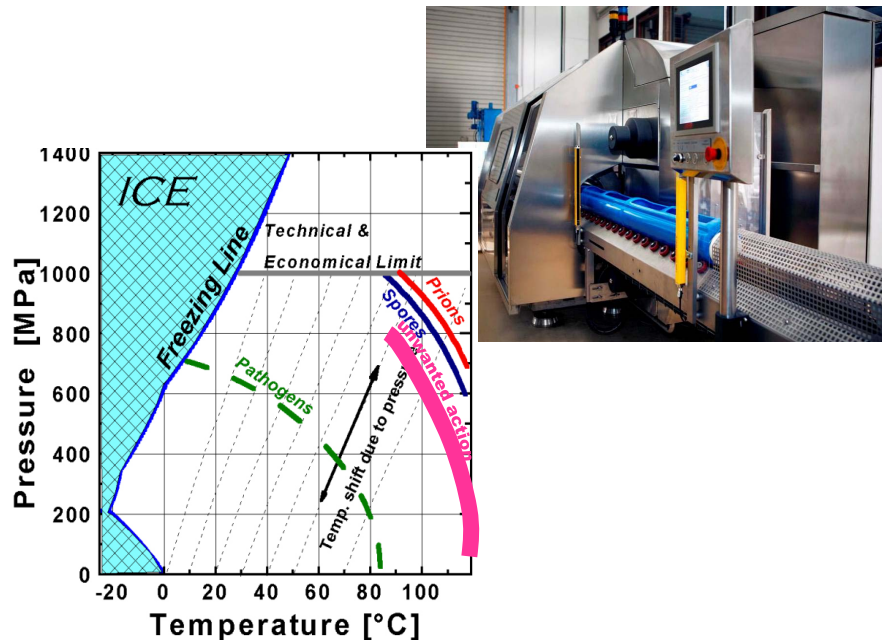 1400
1200
1000
800
600
400
200
0
Pressure [MPa]
ICE
Freezing Line
Technical &
Economical Limit
Prions
Spores
unwanted action
Pathogens
Temp. shift due to pressure
-20 0 20 40 60 80 100
Temperature [°C]